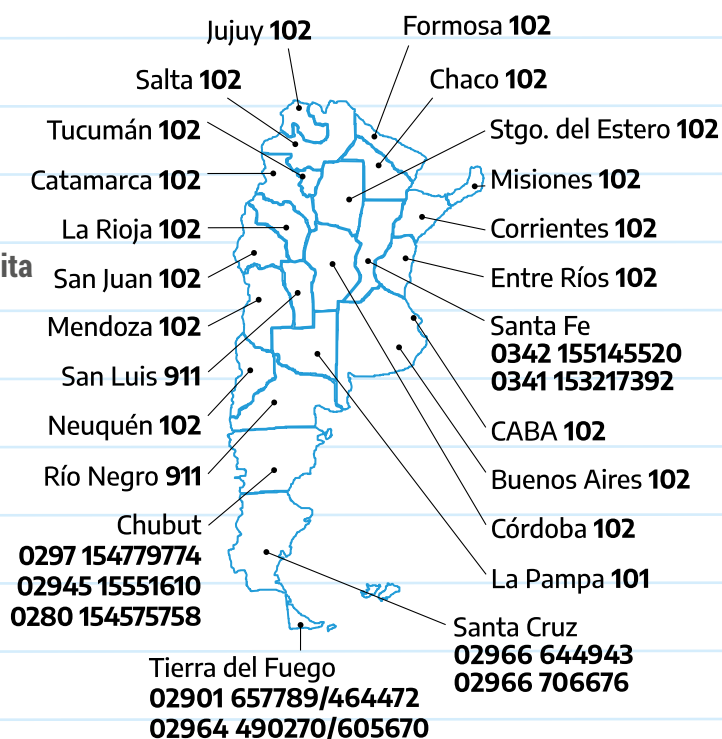 Jujuy 102
Salta 102
Tucumán 102
Catamarca 102
La Rioja 102
ita
San Juan 102
Mendoza 102
San Luis 911
Neuquén 102
Río Negro 911
Chubut
0297 154779774
02945 15551610
0280 154575758
Tierra del Fuego
02901 657789/464472
02964 490270/605670
Formosa 102
Chaco 102
Stgo. del Estero 102
Misiones 102
Corrientes 102
Entre Ríos 102
Santa Fe
0342 155145520
0341 153217392
CABA 102
Buenos Aires 102
Córdoba 102
La Pampa 101
Santa Cruz
02966 644943
02966 706676